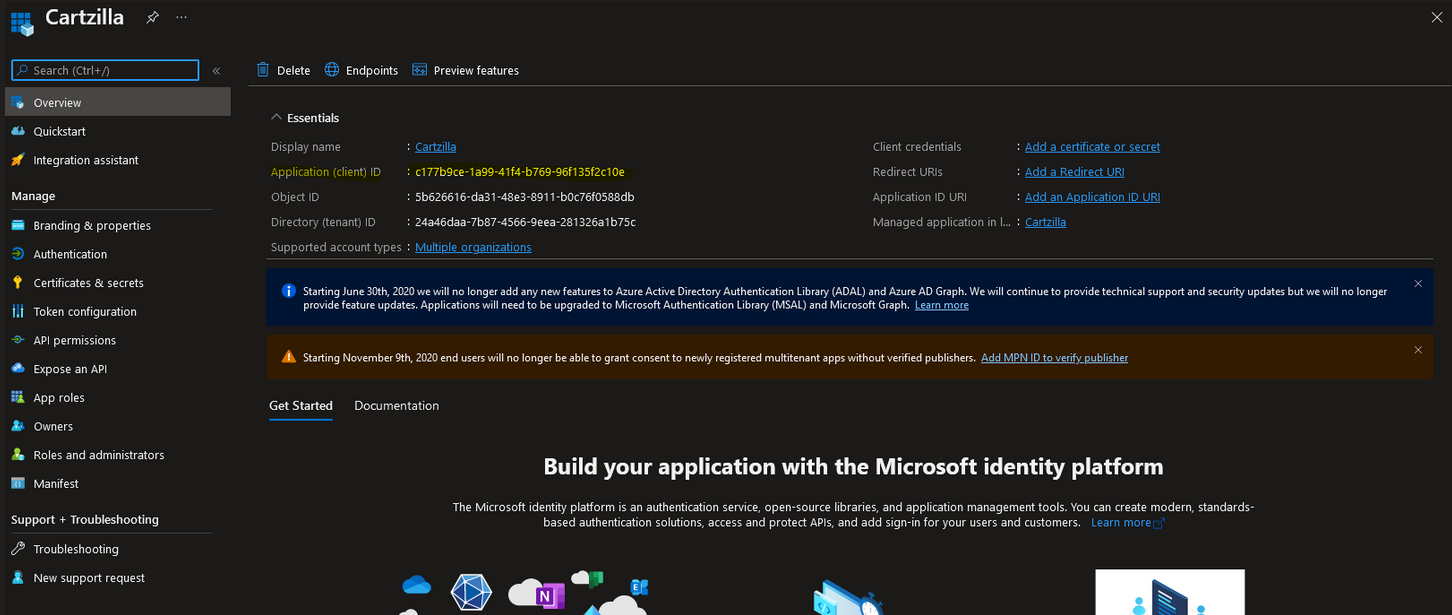 Cartzilla
Search (Ctrl+/)
Overview
Quickstart
Integration assistant
Manage
Branding & properties
Authentication
Certificates & secrets
Token configuration
API permissions
Expose an API
App roles
Owners
Roles and administrators
Manifest
Support + Troubleshooting
Troubleshooting
New support request
Delete Endpoints Preview features
Essentials
Display name : Cartzilla
Application (client) ID : c177b9ce-1a99-41f4-b769-96f135f2c10e
Object ID : 5b626616-da31-48e3-8911-b0c76f0588db
Directory (tenant) ID : 24a46daa-7b87-4566-9eea-281326a1b75c
Supported account types : Multiple organizations
Client credentials : Add a certificate or secret
Redirect URIs : Add a Redirect URI
Application ID URI : Add an Application ID URI
Managed application in l... : Cartzilla
Starting June 30th, 2020 we will no longer add any new features to Azure Active Directory Authentication Library (ADAL) and Azure AD Graph. We will continue to provide technical support and security updates but we will no longer
provide feature updates. Applications will need to be upgraded to Microsoft Authentication Library (MSAL) and Microsoft Graph. Learn more
Starting November 9th, 2020 end users will no longer be able to grant consent to newly registered multitenant apps without verified publishers. Add MPN ID to verify publisher
Get Started Documentation
Build your application with the Microsoft identity platform
The Microsoft identity platform is an authentication service, open-source libraries, and application management tools. You can create modern, standards-
based authentication solutions, access and protect APIs, and add sign-in for your users and customers. Learn more
N
E